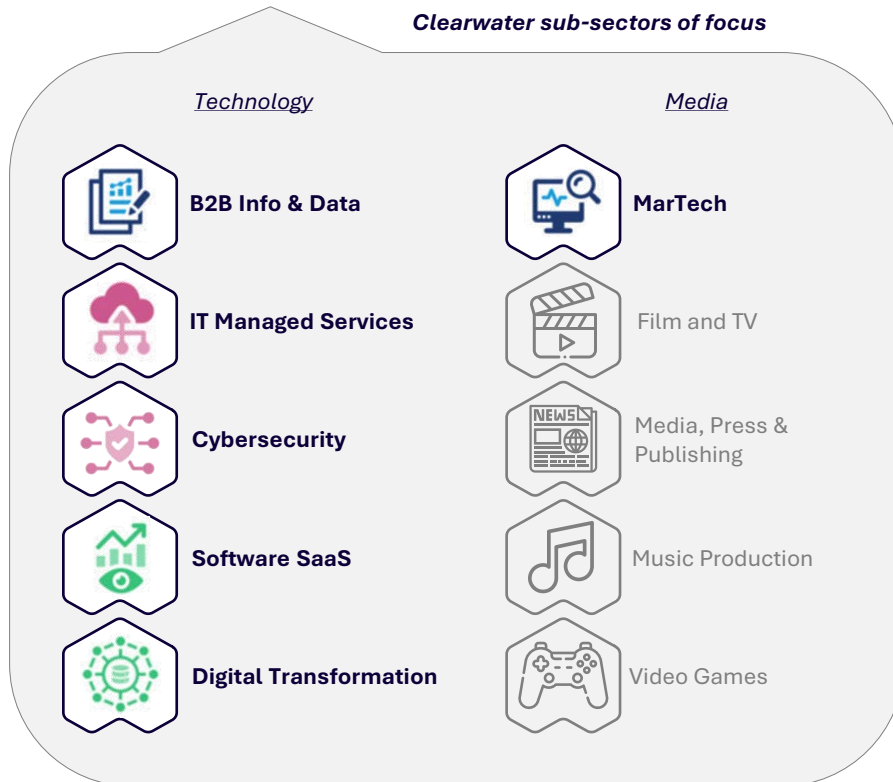 Clearwater sub-sectors of focus
Technology
B2B Info & Data
IT Managed Services
Cybersecurity
Software SaaS
Digital Transformation
Media
MarTech
Film and TV
NEWS
Media, Press &
Publishing
Music Production
Video Games